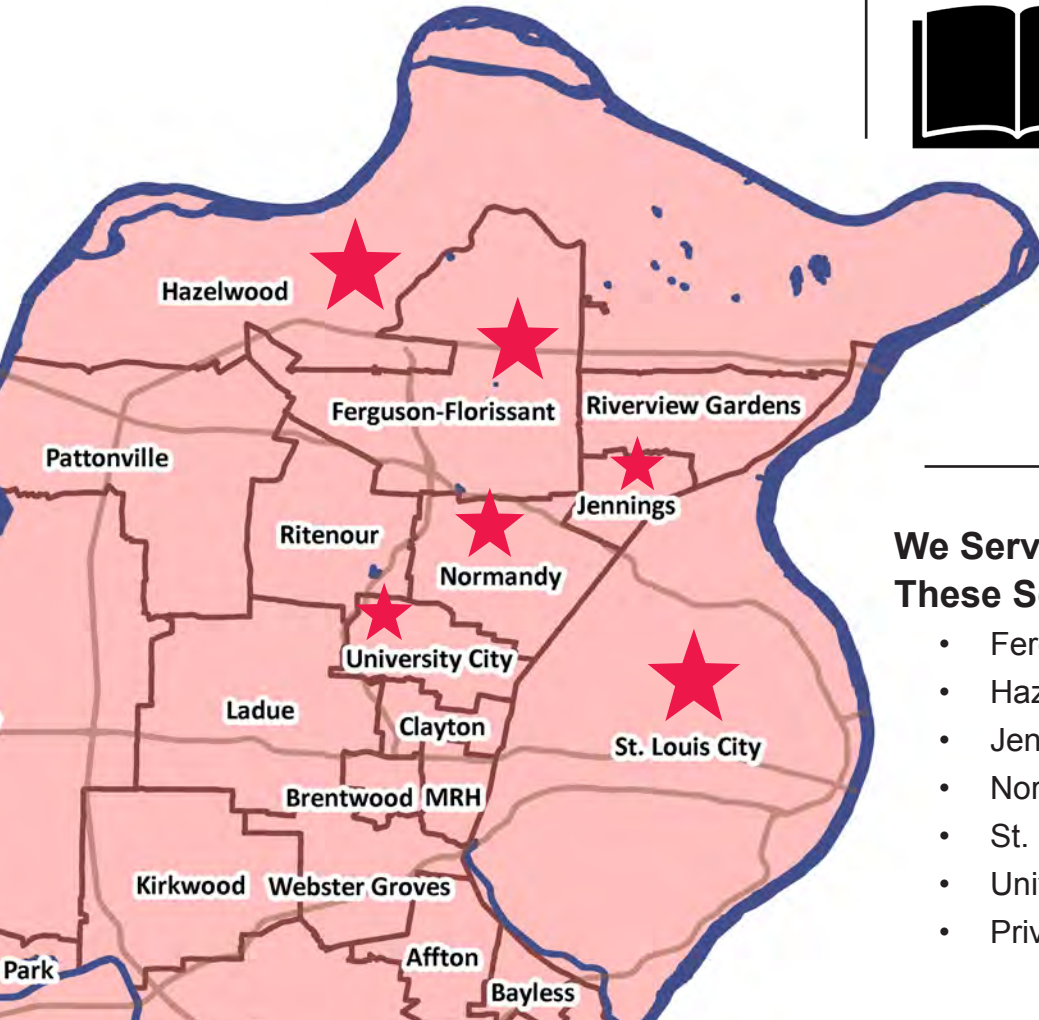 Hazelwood
Ferguson-Florissant
Riverview Gardens
Pattonville
Jennings
Ritenour
Normandy
University City
Ladue
Clayton
St. Louis City
Brentwood
MRH
Kirkwood
Webster Groves
Affton
Park
Bayless
We Serv
These S
• Fer
• Haz
• Jen
• Nor
• St.
• Uni
• Priv